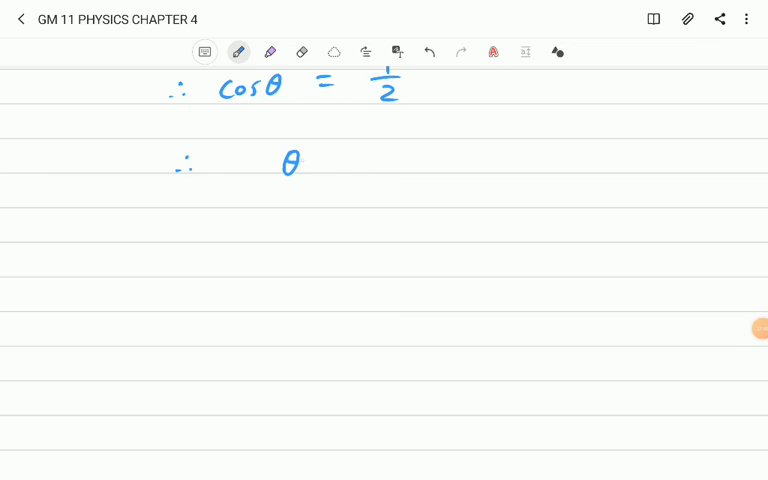 GM 11 PHYSICS CHAPTER 4
∴ cosθ = 1/2
∴ θ